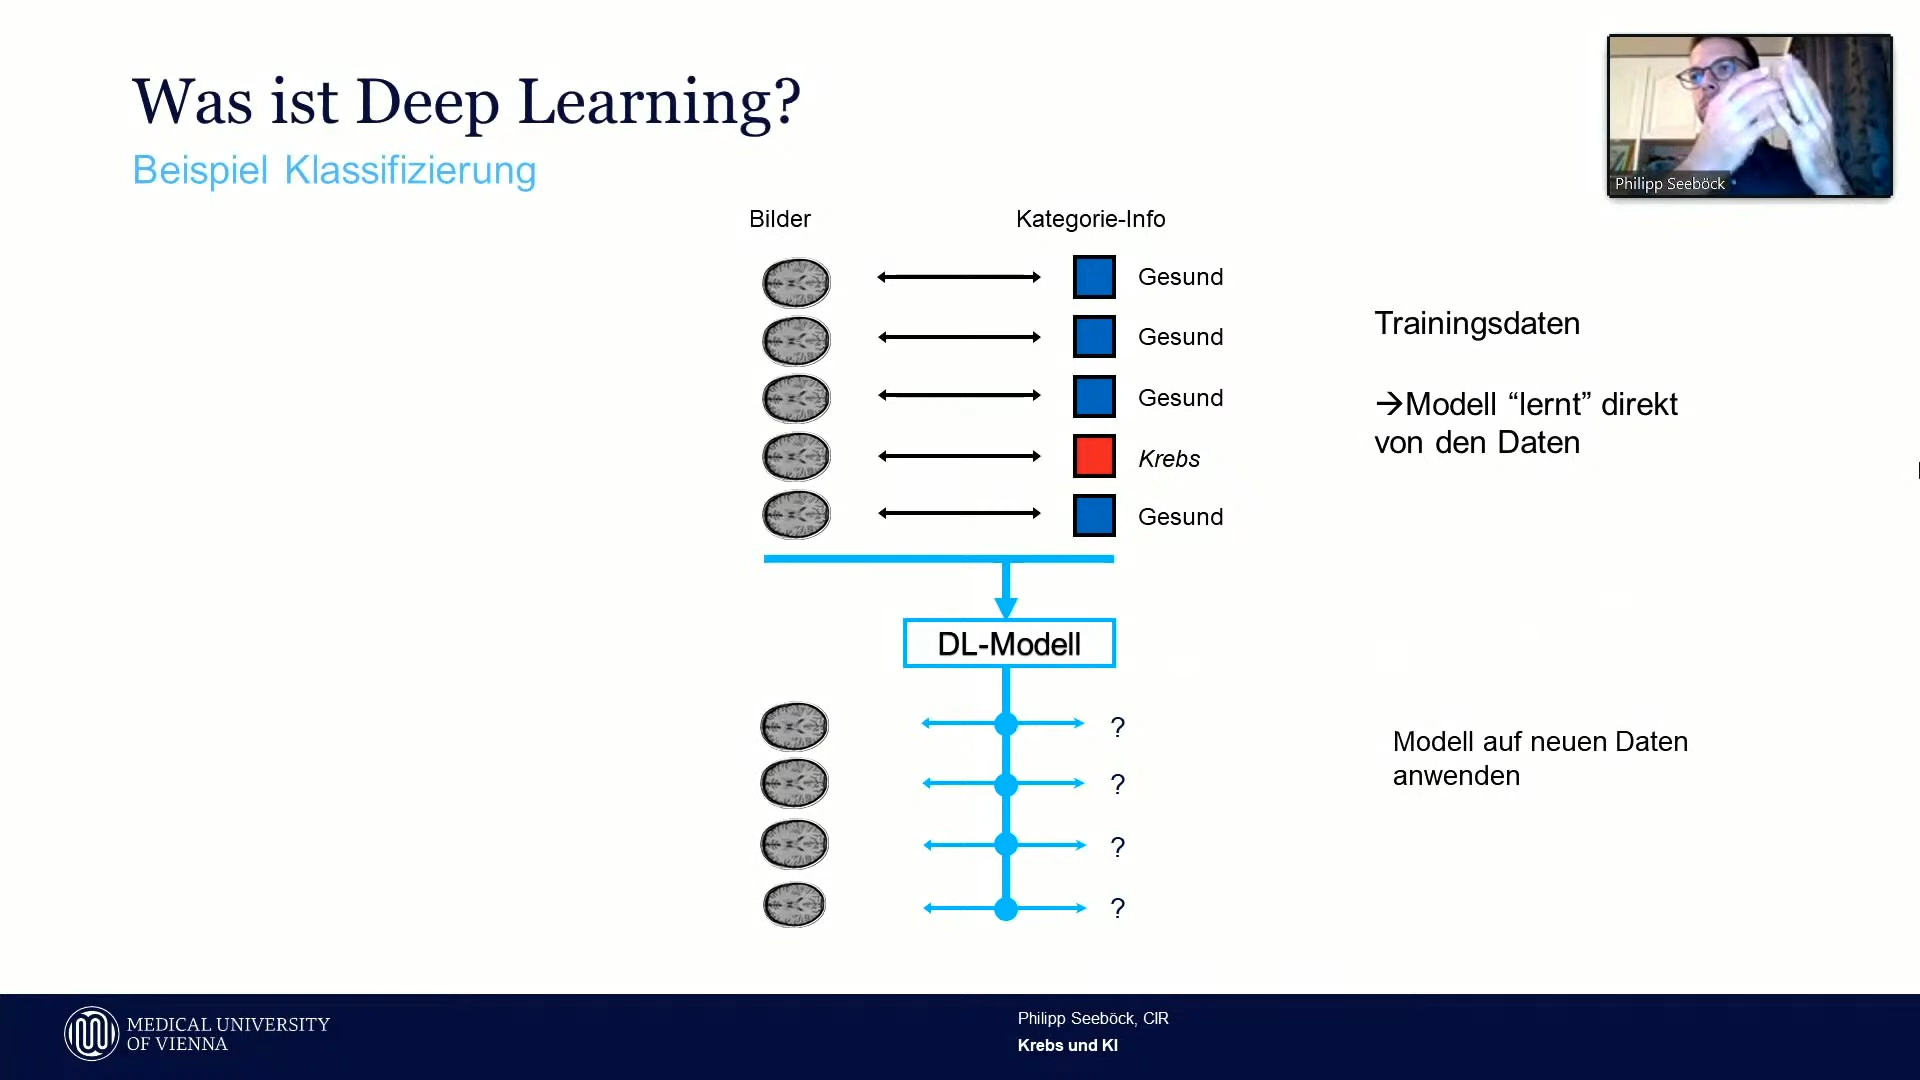 Was ist Deep Learning?
Beispiel Klassifizierung
Philipp Seeböck
Bilder
Kategorie-Info
Gesund
Gesund
Gesund
Krebs
Gesund
Trainingsdaten
→Modell “lernt” direkt
von den Daten
DL-Modell
?
?
?
?
Modell auf neuen Daten
anwenden
MEDICAL UNIVERSITY
OF VIENNA
Philipp Seeböck, CIR
Krebs und KI